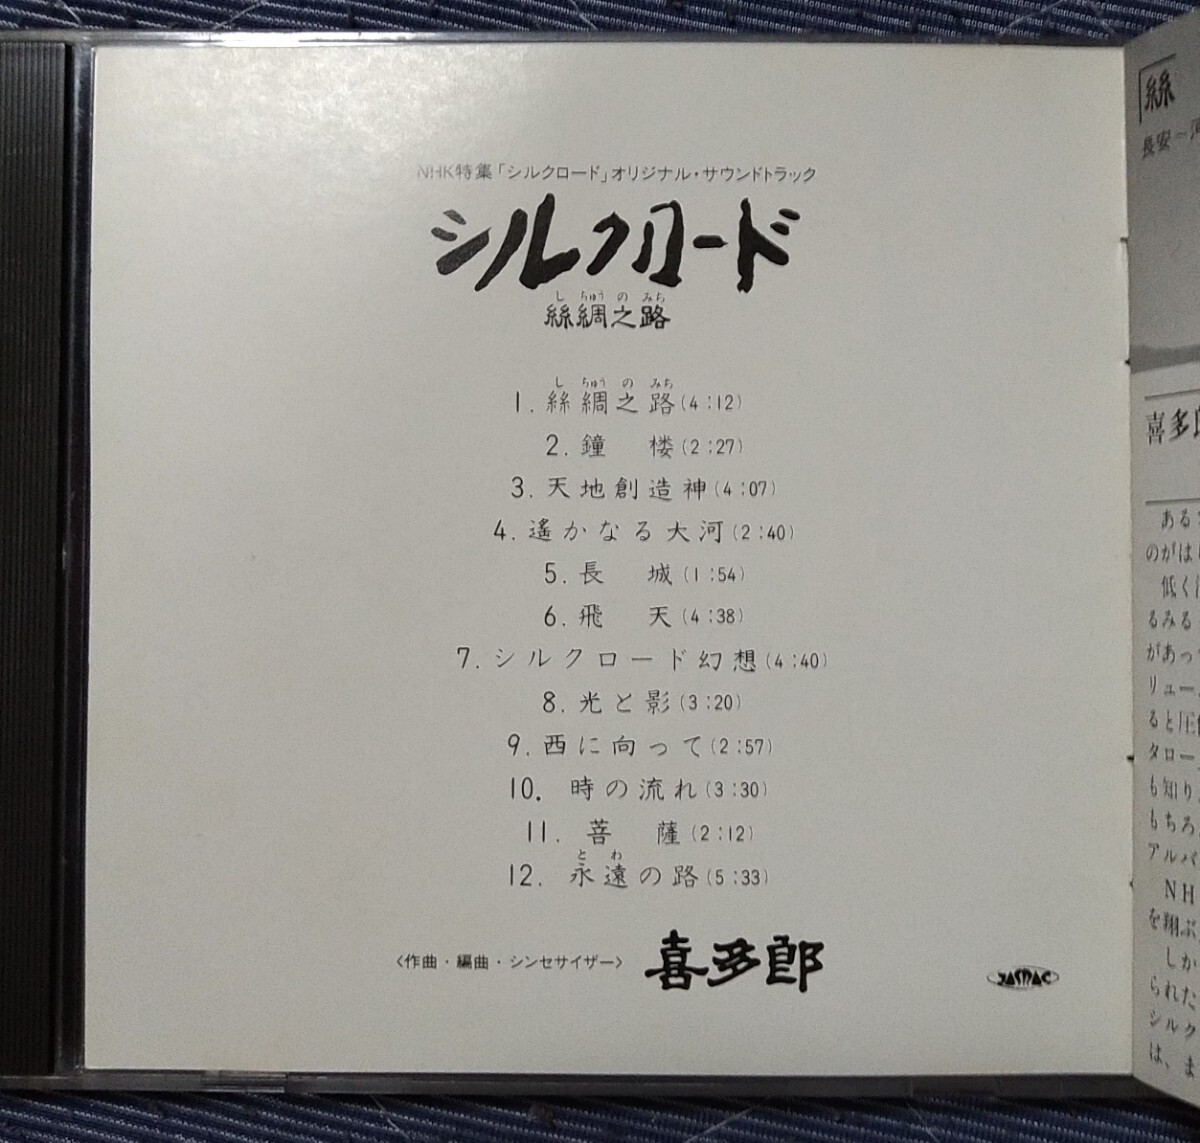 NHK特集「シルクロード」オリジナル・サウンドトラック
シルクロード
し ちゅう の みち
絲綢之路
し ちゅう の みち
1. 絲綢之路(4:12)
2. 鐘 楼(2:27)
3. 天地創造神(4:07)
4. 遙かなる大河(2:40)
5. 長 城(1:54)
6. 飛 天(4:38)
7. シルクロード幻想(4:40)
8. 光と影(3:20)
9. 西に向って(2:57)
10. 時の流れ(3:30)
11. 菩 薩(2:12)
と わ
12. 永遠の路(5:33)
〈作曲・編曲・シンセサイザー〉 喜多郎
JASRAC
「絲
長安～河
喜多郎
ある
のがは
低く
るみる
があっ
リュー
ると圧
タロー
も知り
もちろ
アルバ
NH
を翔ぶ
しか
られた
シルク
は、ま